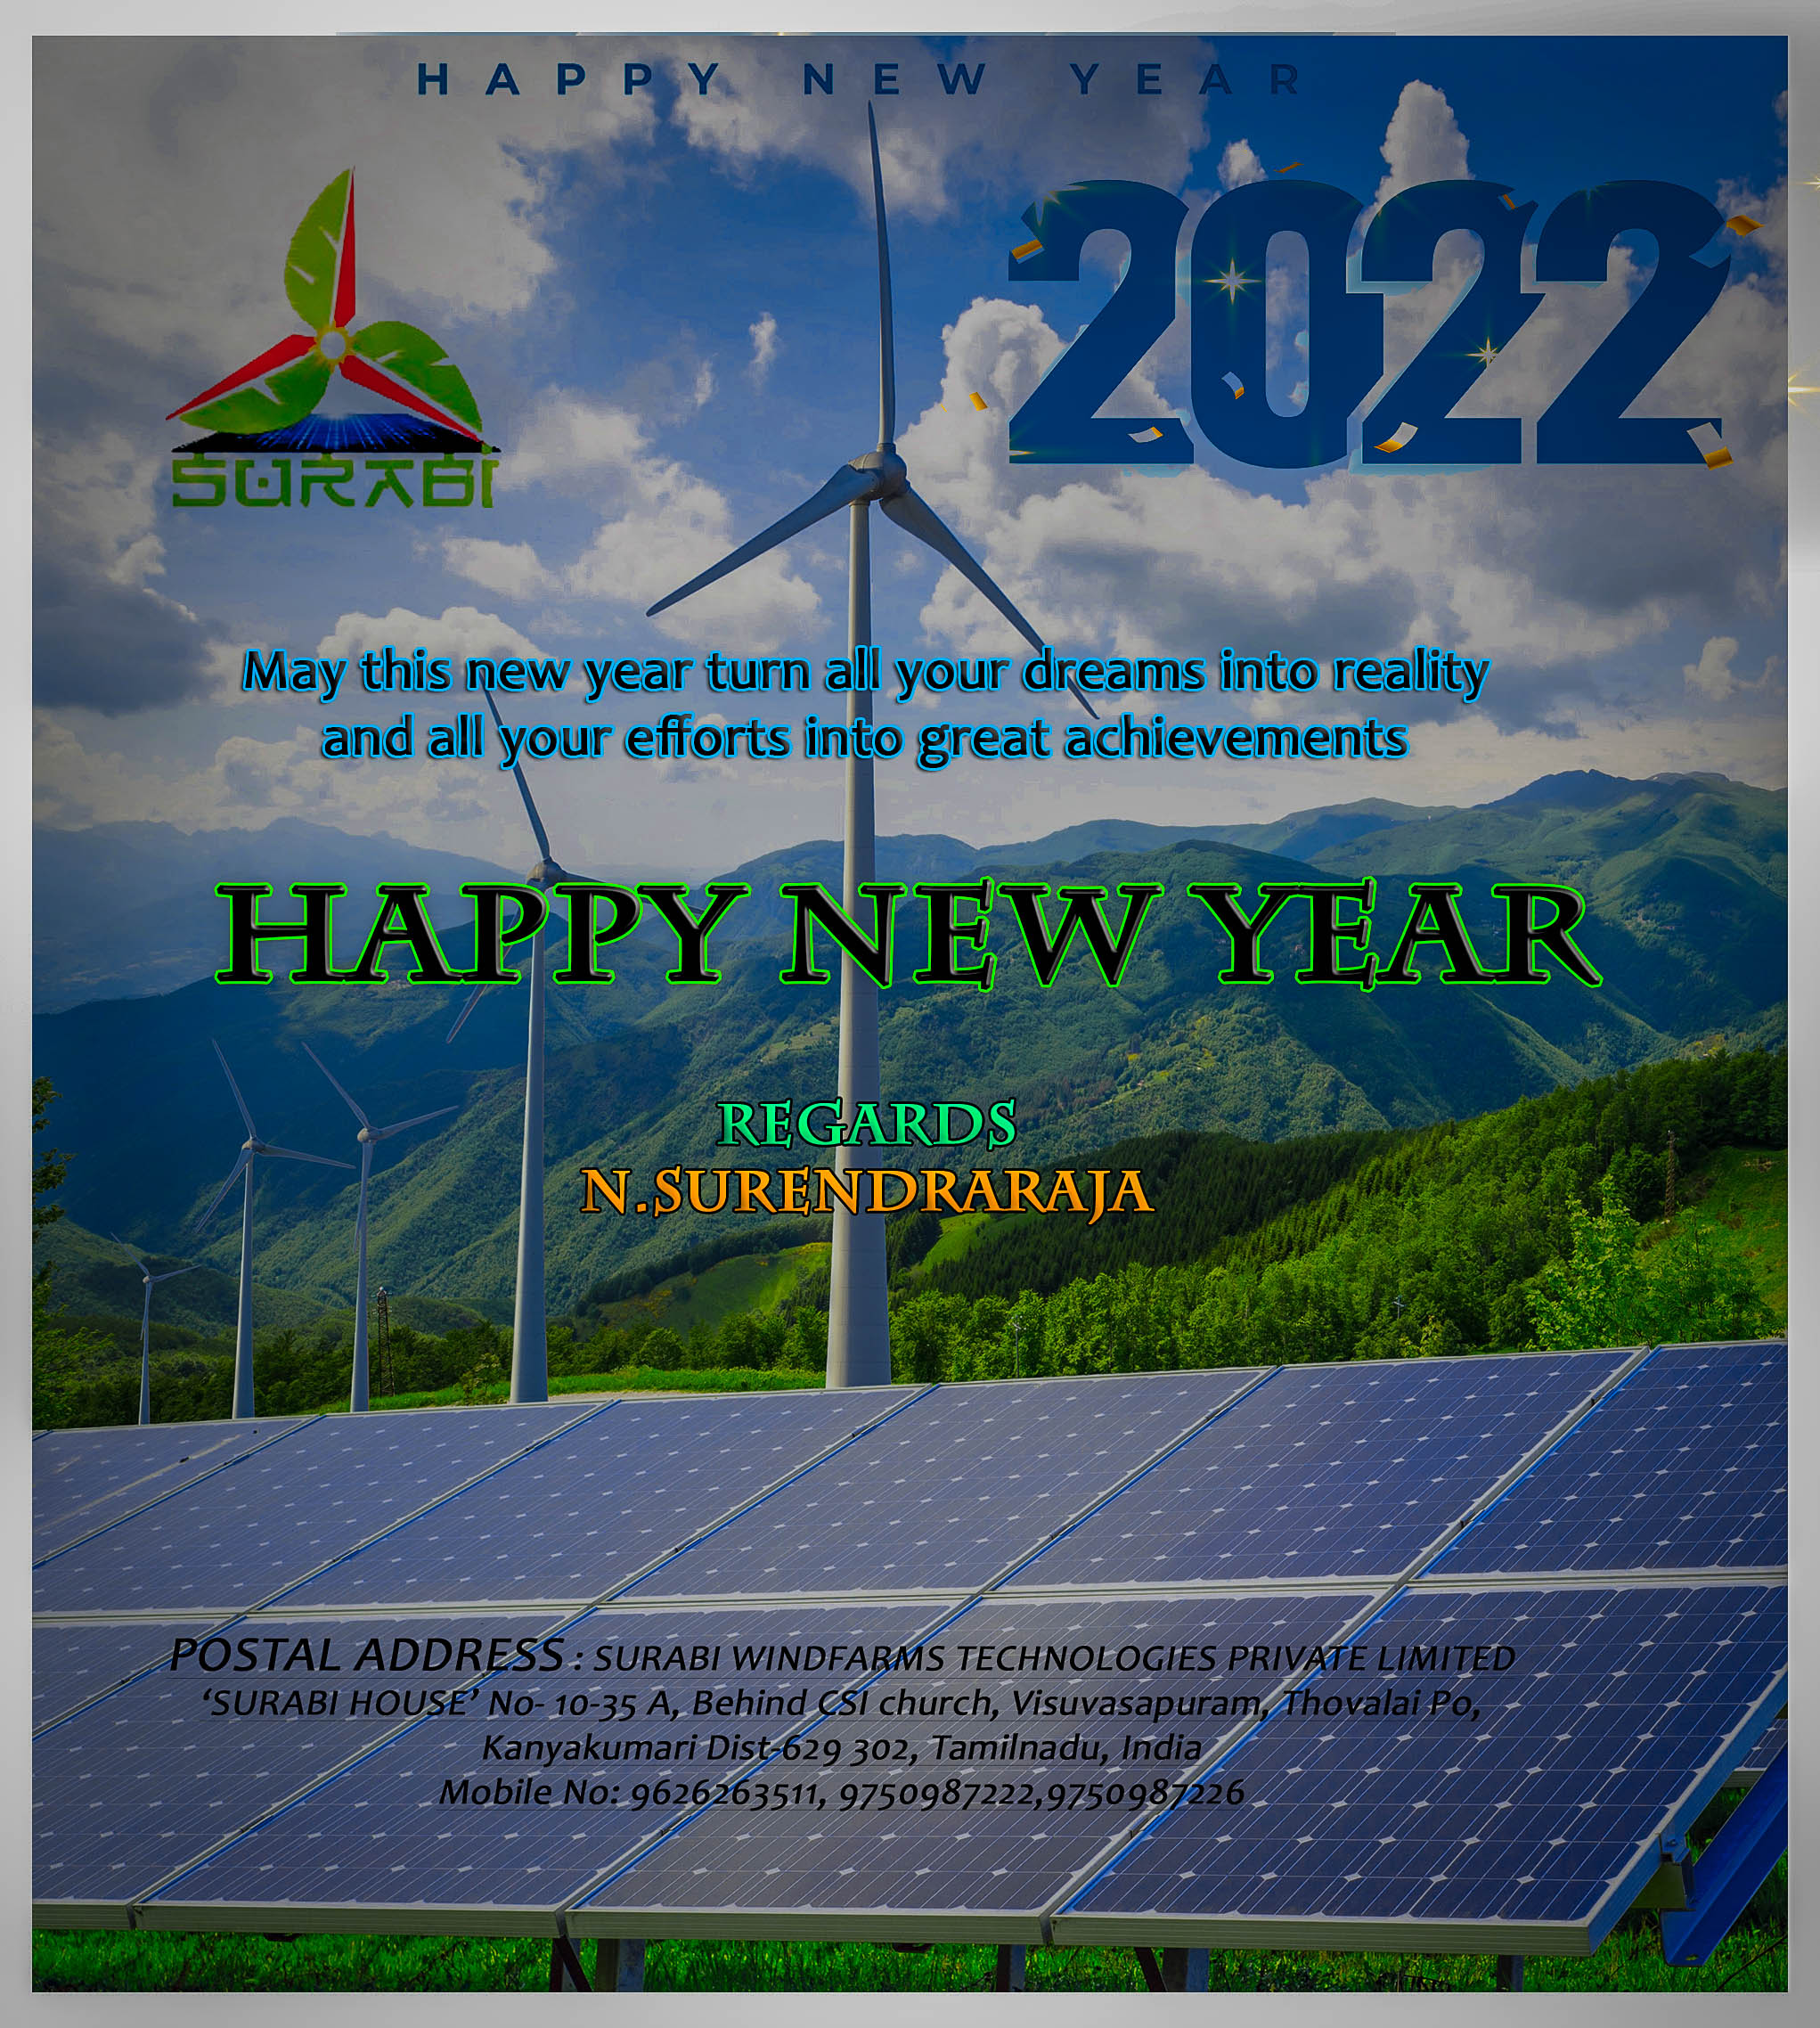 HAPPY NEW YEAR
2022
SURABI
May this new year turn all your dreams into reality
and all your efforts into great achievements
HAPPY NEW YEAR
REGARDS
N.SURENDRARAJA
POSTAL ADDRESS : SURABI WINDFARMS TECHNOLOGIES PRIVATE LIMITED
‘SURABI HOUSE’ No- 10-35 A, Behind CSI church, Visuvasapuram, Thovalai Po,
Kanyakumari Dist-629 302, Tamilnadu, India
Mobile No: 9626263511, 9750987222,9750987226